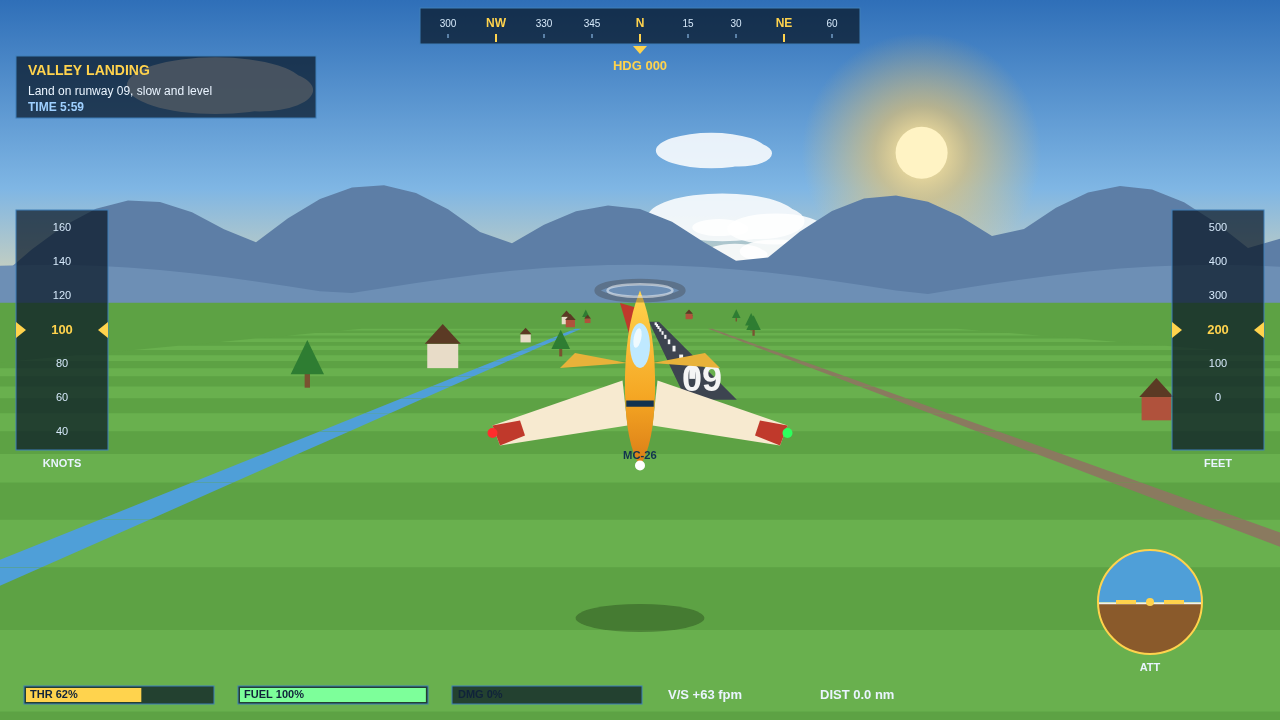 300 NW 330 345 N 15 30 NE 60
HDG 000
VALLEY LANDING
Land on runway 09, slow and level
TIME 5:59
160
140
120
100
80
60
40
KNOTS
500
400
300
200
100
0
FEET
09
MC-26
ATT
THR 62%
FUEL 100%
DMG 0%
V/S +63 fpm
DIST 0.0 nm